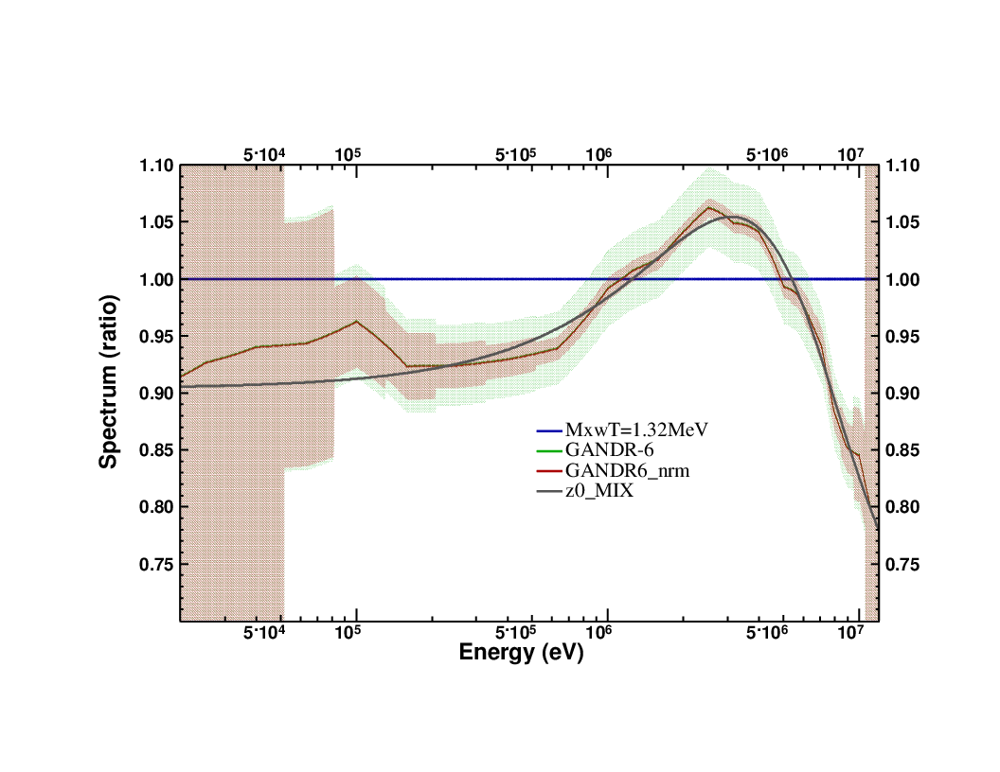 5·10⁴ 10⁵ 5·10⁵ 10⁶ 5·10⁶ 10⁷
1.10 1.10
1.05 1.05
1.00 1.00
0.95 0.95
0.90 0.90
0.85 0.85
0.80 0.80
0.75 0.75
Spectrum (ratio)
MxwT=1.32MeV
GANDR-6
GANDR6_nrm
z0_MIX
5·10⁴ 10⁵ 5·10⁵ 10⁶ 5·10⁶ 10⁷
Energy (eV)